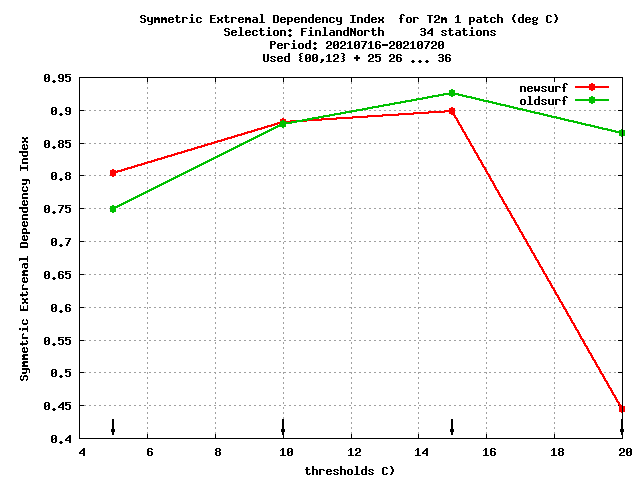 Symmetric Extremal Dependency Index  for T2m 1 patch (deg C)
Selection: FinlandNorth     34 stations
Period: 20210716-20210720
Used {00,12} + 25 26 ... 36
newsurf
oldsurf
Symmetric Extremal Dependency Index
0.95
0.9
0.85
0.8
0.75
0.7
0.65
0.6
0.55
0.5
0.45
0.4
4 6 8 10 12 14 16 18 20
thresholds C)